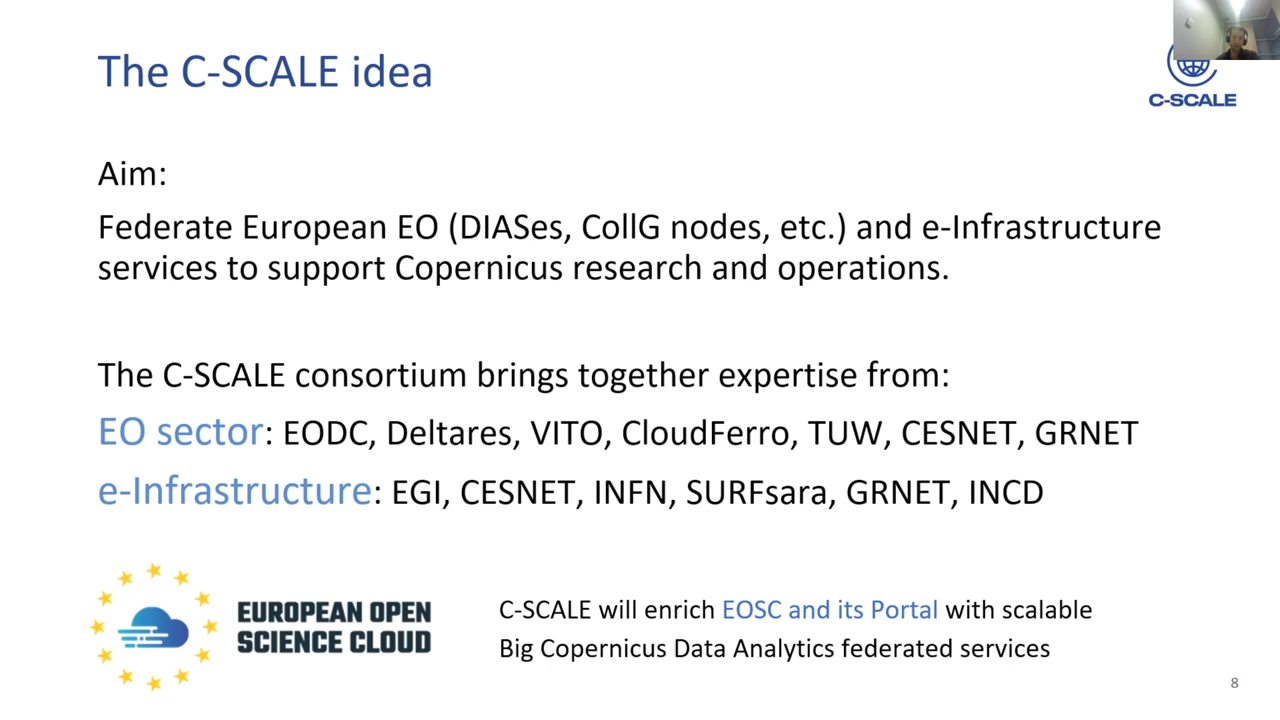 The C-SCALE idea
C-SCALE
Aim:
Federate European EO (DIASes, CollG nodes, etc.) and e-Infrastructure
services to support Copernicus research and operations.
The C-SCALE consortium brings together expertise from:
EO sector: EODC, Deltares, VITO, CloudFerro, TUW, CESNET, GRNET
e-Infrastructure: EGI, CESNET, INFN, SURFsara, GRNET, INCD
EUROPEAN OPEN
SCIENCE CLOUD
C-SCALE will enrich EOSC and its Portal with scalable
Big Copernicus Data Analytics federated services
8